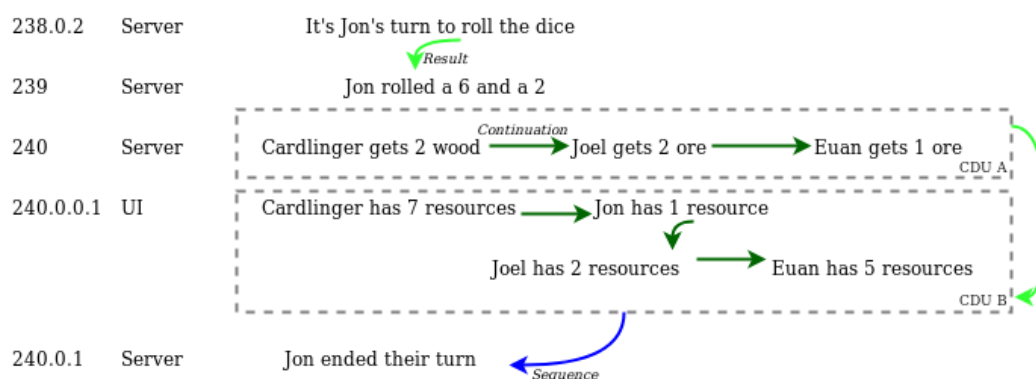 238.0.2 Server It's Jon's turn to roll the dice
Result
239 Server Jon rolled a 6 and a 2
Continuation
240 Server Cardlinger gets 2 wood Joel gets 2 ore Euan gets 1 ore
CDU A
240.0.0.1 UI Cardlinger has 7 resources Jon has 1 resource
Joel has 2 resources Euan has 5 resources
CDU B
240.0.1 Server Jon ended their turn
Sequence